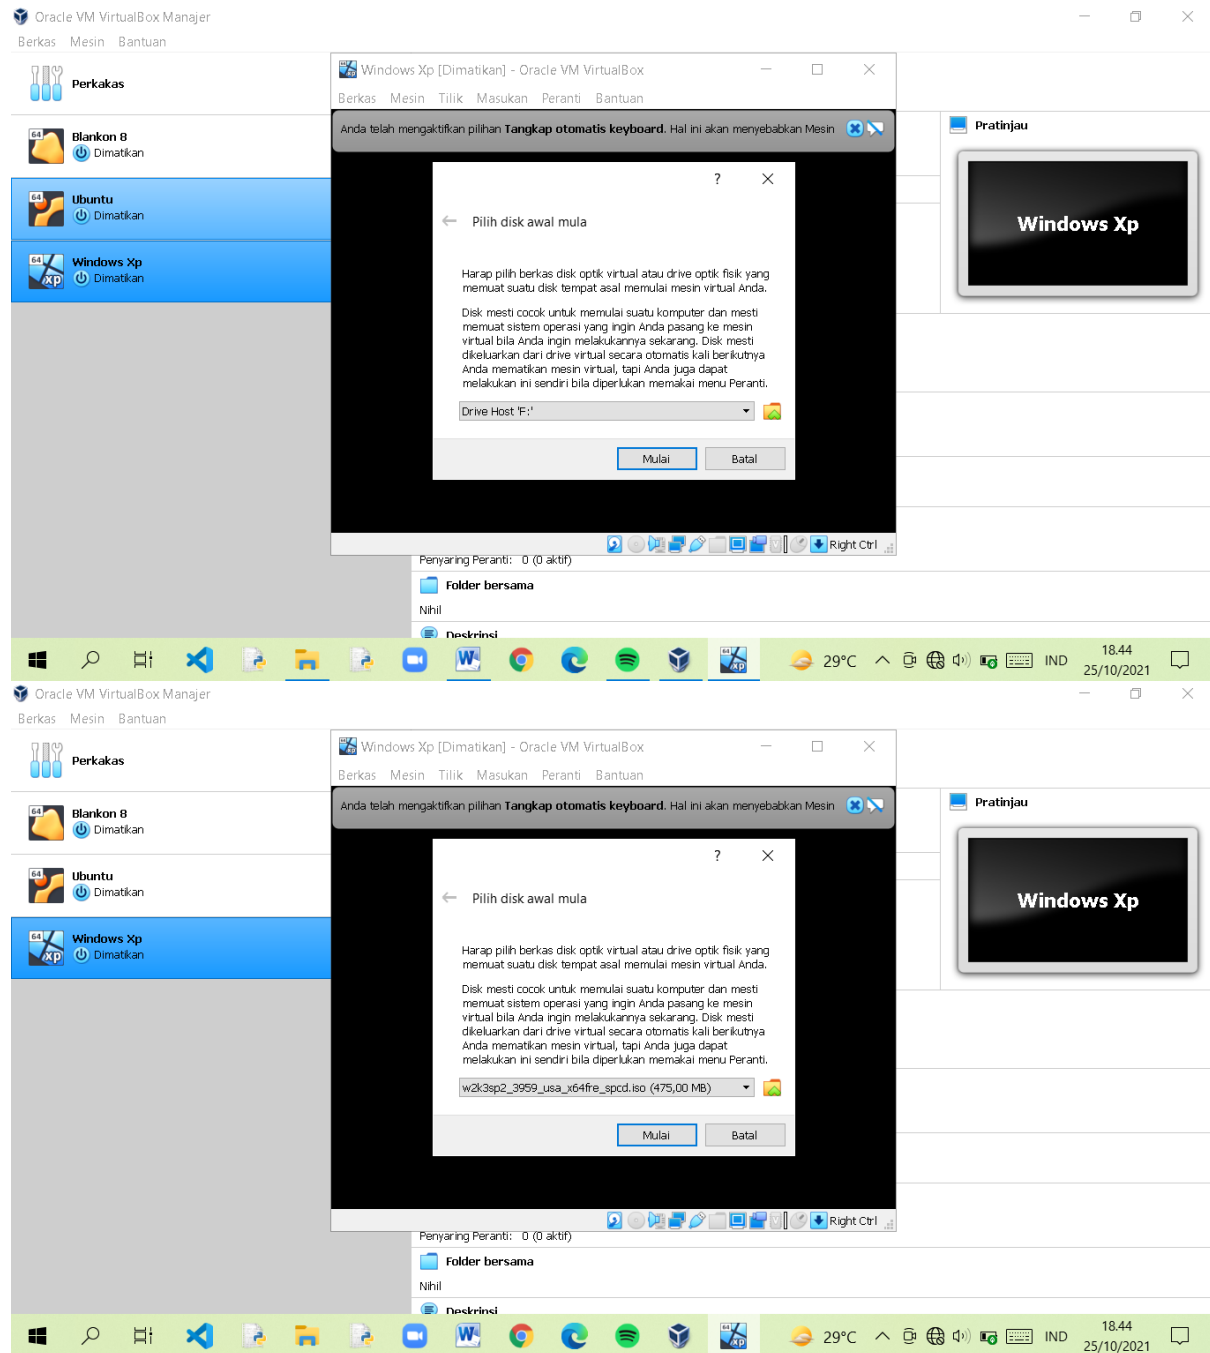 Oracle VM VirtualBox Manajer
Berkas Mesin Bantuan
Perkakas
Windows Xp [Dimatikan] - Oracle VM VirtualBox
Berkas Mesin Tilik Masukan Peranti Bantuan
Anda telah mengaktifkan pilihan Tangkap otomatis keyboard. Hal ini akan menyebabkan Mesin
64
Blankon 8
Dimatikan
64
Ubuntu
Dimatikan
64
XP
Windows Xp
Dimatikan
Pratinjau
Windows Xp
?
Pilih disk awal mula
Harap pilih berkas disk optik virtual atau drive optik fisik yang
memuat suatu disk tempat asal memulai mesin virtual Anda.
Disk mesti cocok untuk memulai suatu komputer dan mesti
memuat sistem operasi yang ingin Anda pasang ke mesin
virtual bila Anda ingin melakukannya sekarang. Disk mesti
dikeluarkan dari drive virtual secara otomatis kali berikutnya
Anda mematikan mesin virtual, tapi Anda juga dapat
melakukan ini sendiri bila diperlukan memakai menu Peranti.
Drive Host 'F:'
Mulai Batal
Right Ctrl
Penyaring Peranti: 0 (0 aktif)
Folder bersama
Nihil
Deskripsi
29°C IND 18.44
25/10/2021
Oracle VM VirtualBox Manajer
Berkas Mesin Bantuan
Perkakas
Windows Xp [Dimatikan] - Oracle VM VirtualBox
Berkas Mesin Tilik Masukan Peranti Bantuan
Anda telah mengaktifkan pilihan Tangkap otomatis keyboard. Hal ini akan menyebabkan Mesin
64
Blankon 8
Dimatikan
64
Ubuntu
Dimatikan
64
XP
Windows Xp
Dimatikan
Pratinjau
Windows Xp
?
Pilih disk awal mula
Harap pilih berkas disk optik virtual atau drive optik fisik yang
memuat suatu disk tempat asal memulai mesin virtual Anda.
Disk mesti cocok untuk memulai suatu komputer dan mesti
memuat sistem operasi yang ingin Anda pasang ke mesin
virtual bila Anda ingin melakukannya sekarang. Disk mesti
dikeluarkan dari drive virtual secara otomatis kali berikutnya
Anda mematikan mesin virtual, tapi Anda juga dapat
melakukan ini sendiri bila diperlukan memakai menu Peranti.
w2k3sp2_3959_usa_x64fre_spcd.iso (475,00 MB)
Mulai Batal
Right Ctrl
Penyaring Peranti: 0 (0 aktif)
Folder bersama
Nihil
Deskripsi
29°C IND 18.44
25/10/2021